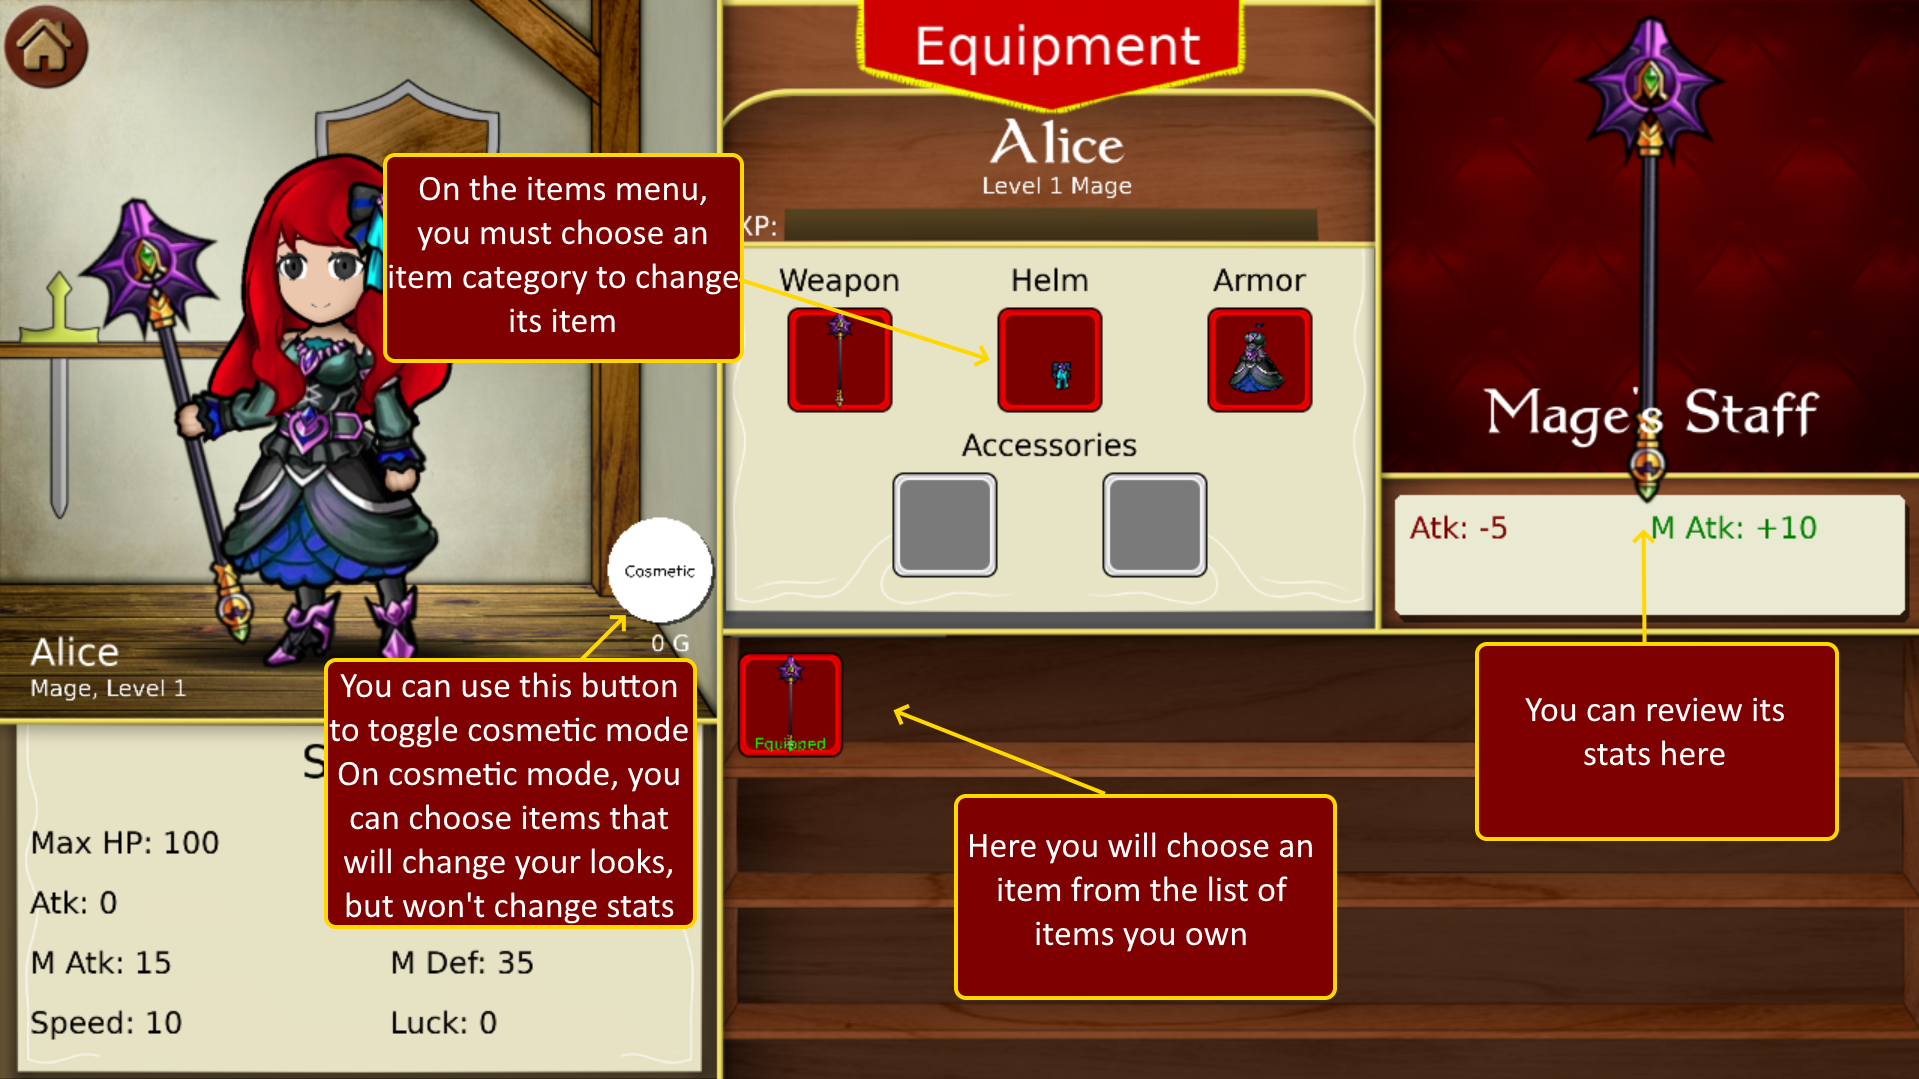 Equipment
Alice
Level 1 Mage
XP:
On the items menu,
you must choose an
item category to change
its item
Weapon
Helm
Armor
Accessories
Mage's Staff
Atk: -5
M Atk: +10
Cosmetic
0 G
Alice
Mage, Level 1
You can use this button
to toggle cosmetic mode
On cosmetic mode, you
can choose items that
will change your looks,
but won't change stats
Equipped
Here you will choose an
item from the list of
items you own
You can review its
stats here
S
Max HP: 100
Atk: 0
M Atk: 15
M Def: 35
Speed: 10
Luck: 0